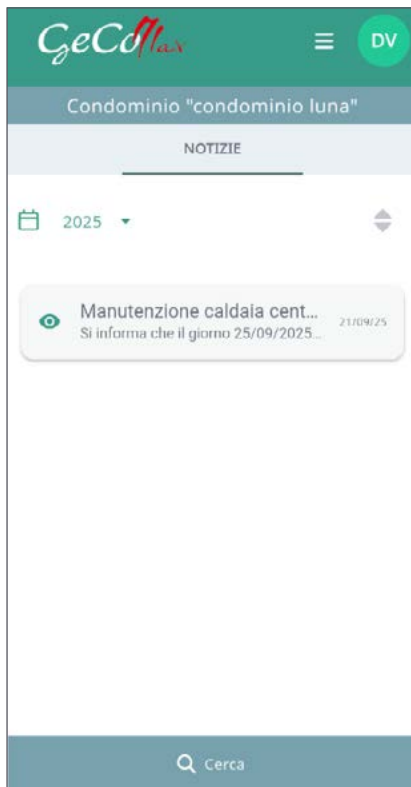 GeCoMax
DV
Condominio "condominio luna"
NOTIZIE
2025
Manutenzione caldaia cent...
Si informa che il giorno 25/09/2025...
21/09/25
Cerca